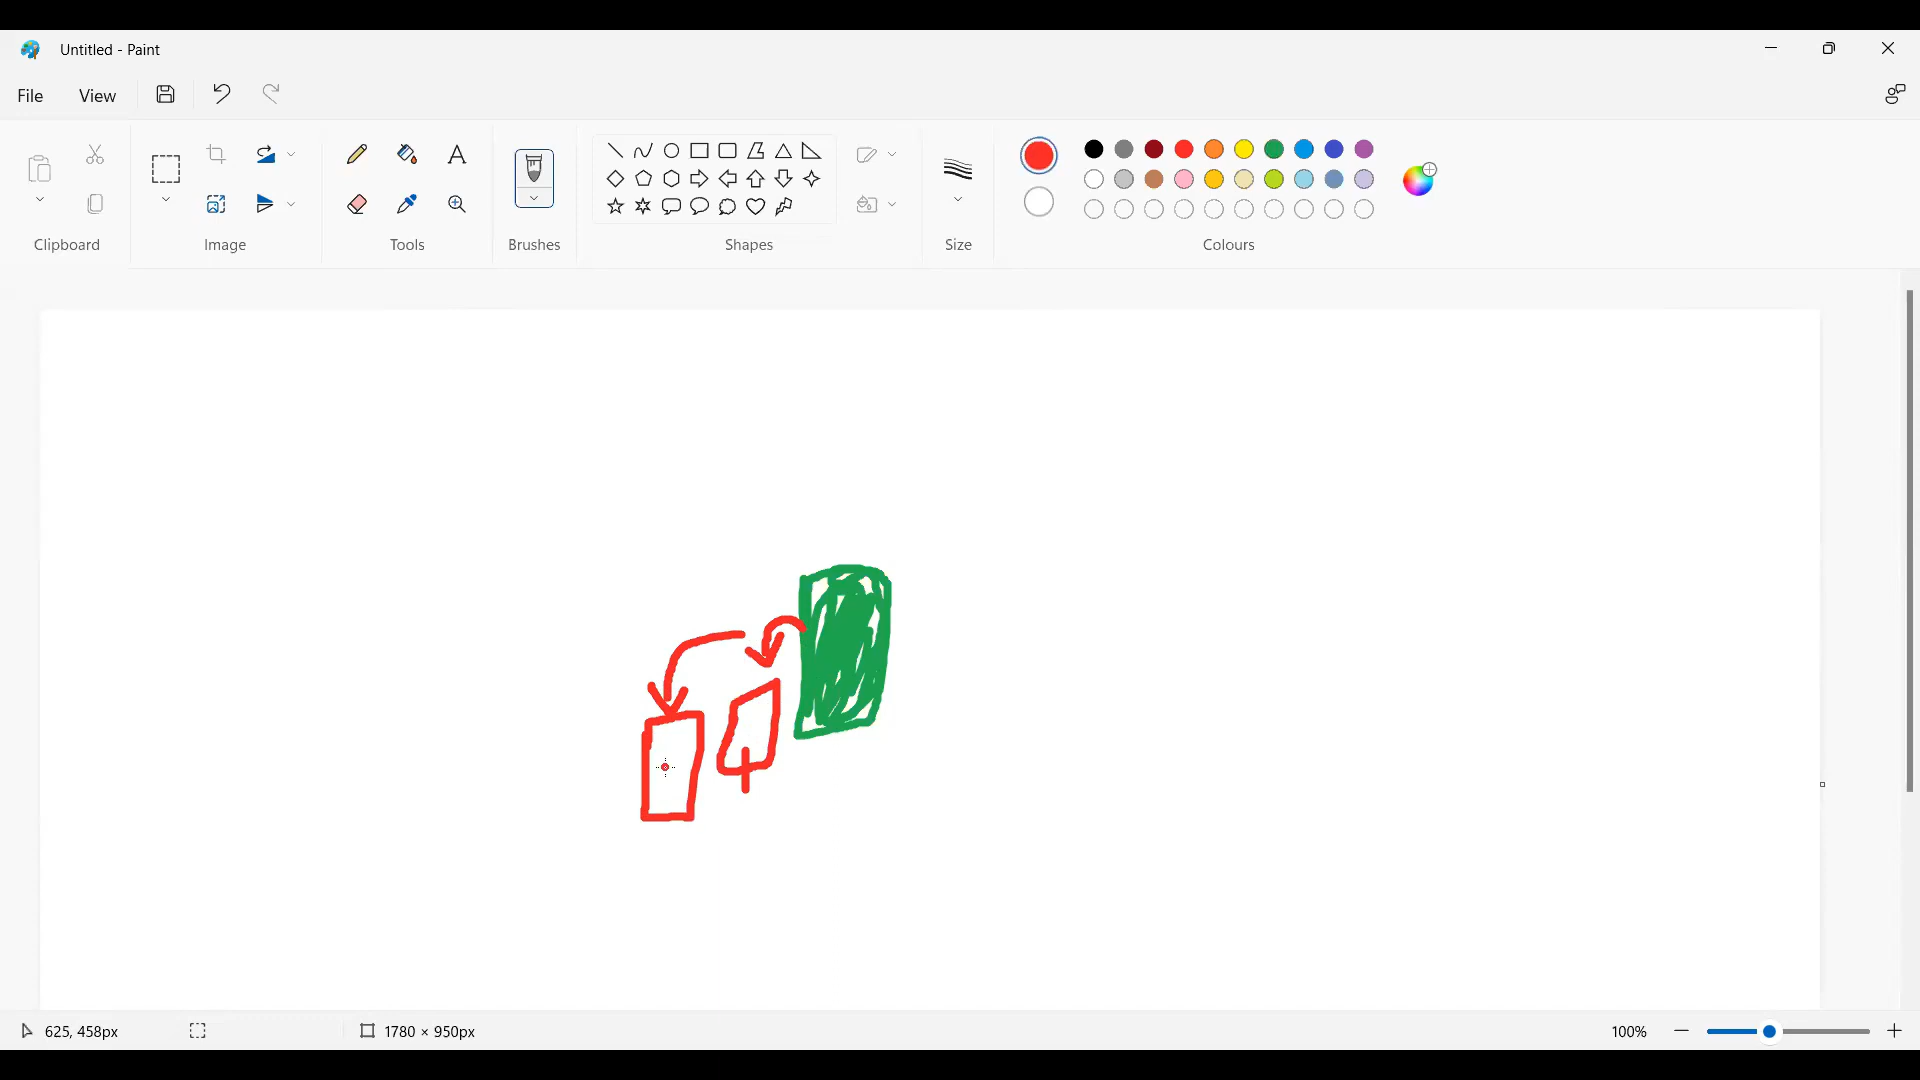 Untitled - Paint
File View
Clipboard Image Tools Brushes Shapes Size Colours
625, 458px 1780 × 950px 100%